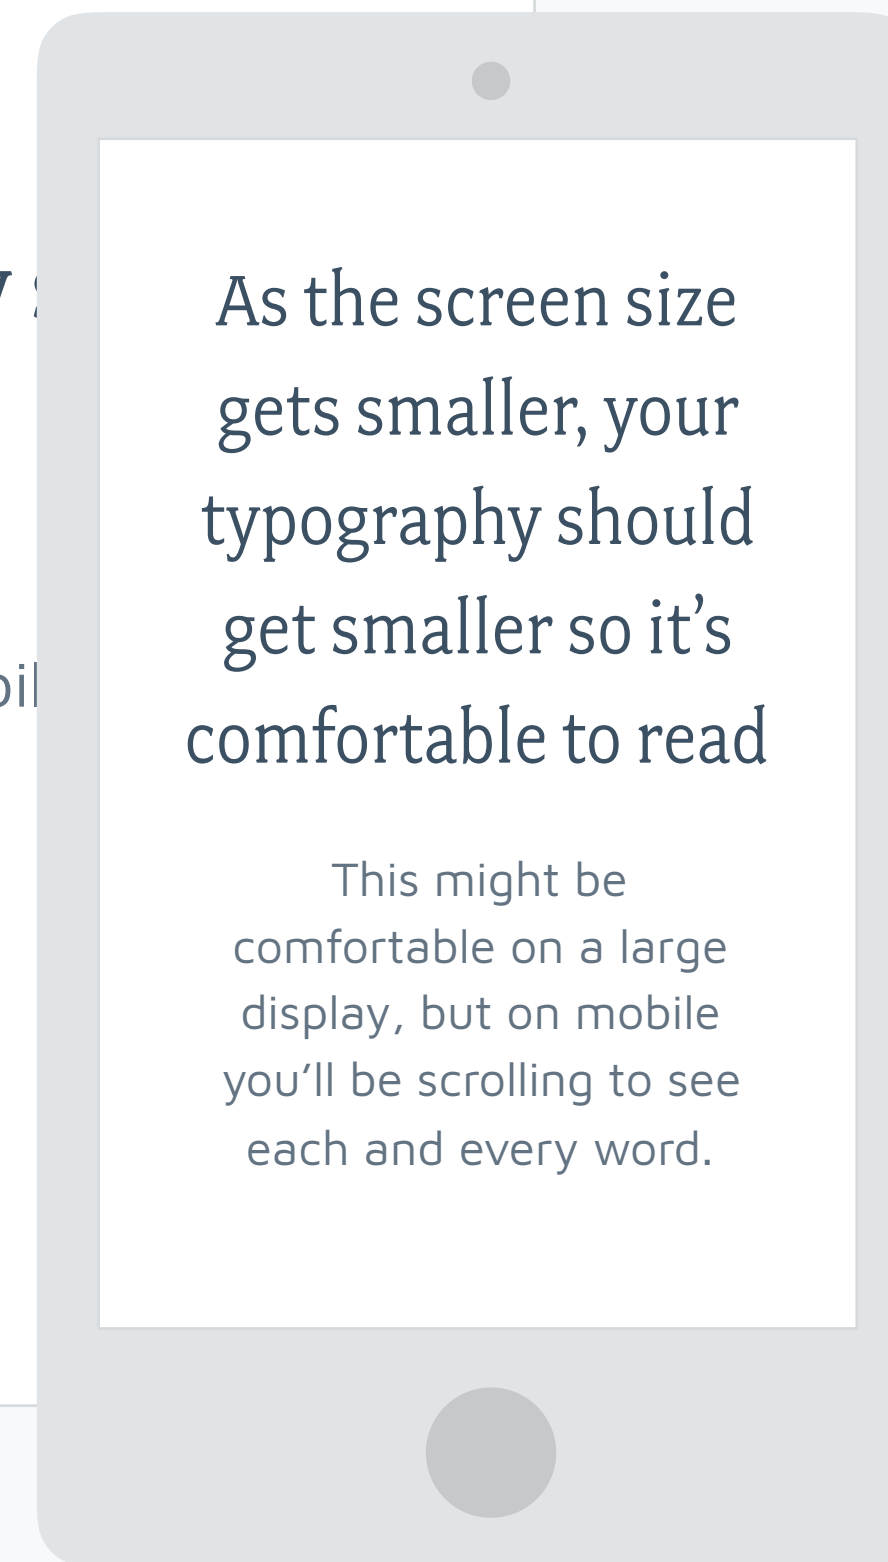 As the screen size
gets smaller, your
typography should
get smaller so it’s
comfortable to read
This might be
comfortable on a large
display, but on mobile
you’ll be scrolling to see
each and every word.